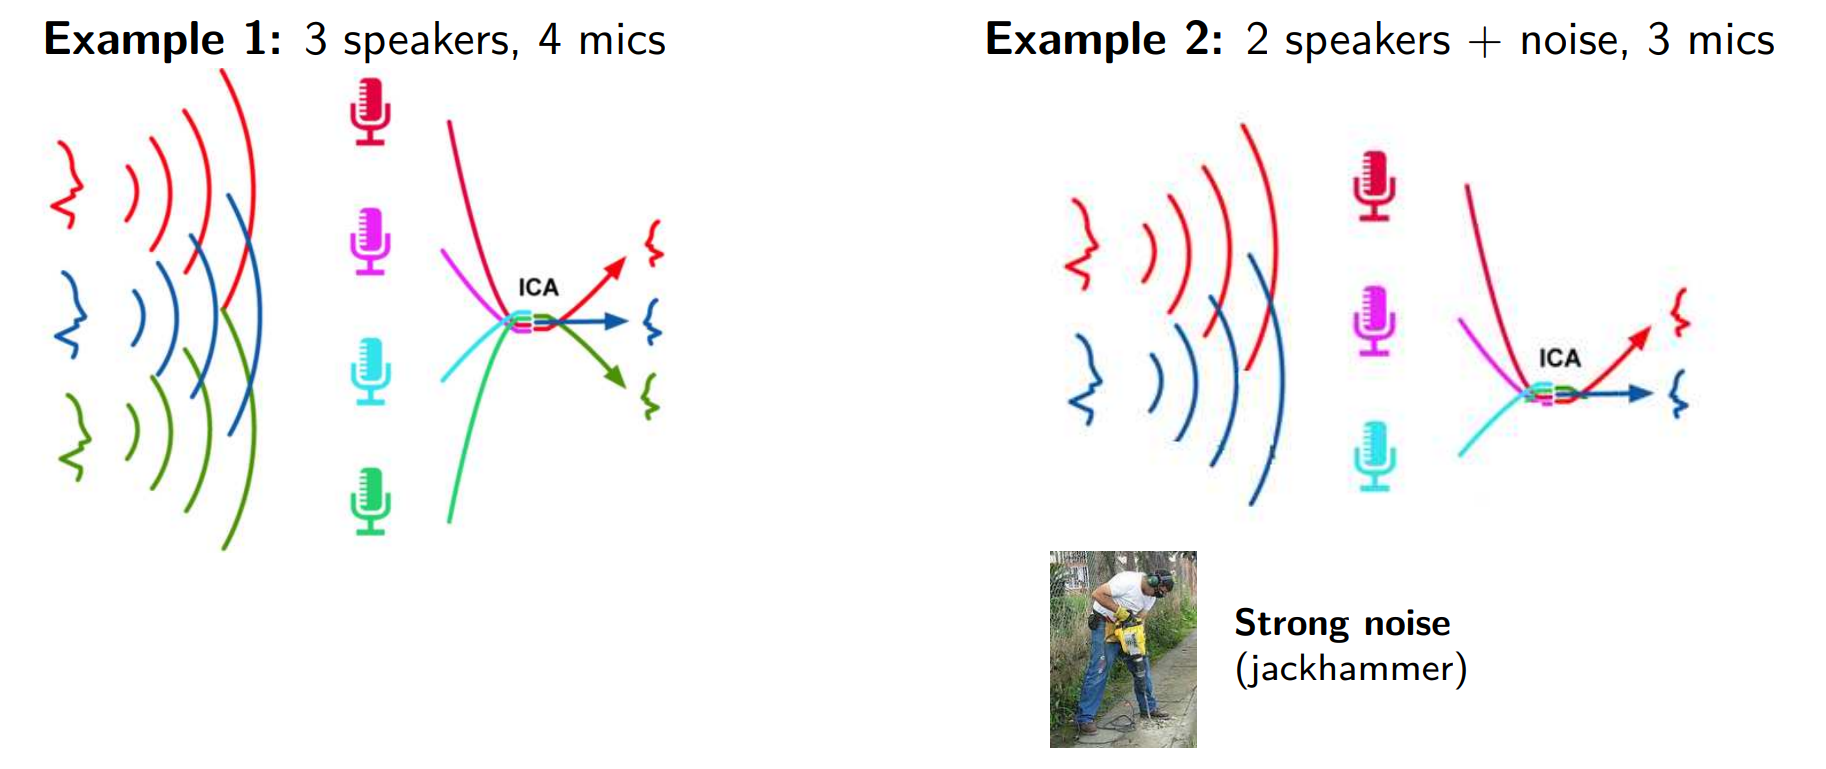 Example 1: 3 speakers, 4 mics
ICA
Example 2: 2 speakers + noise, 3 mics
ICA
Strong noise
(jackhammer)